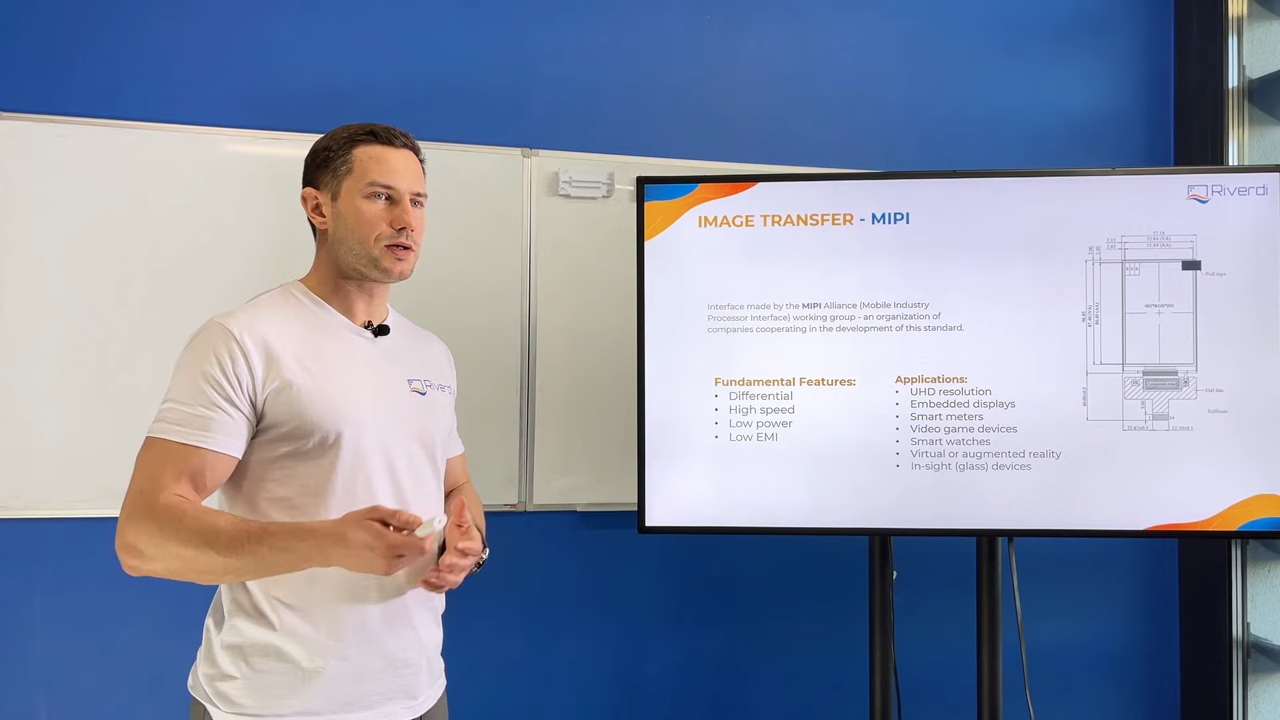 Riverdi
IMAGE TRANSFER - MIPI
Interface made by the MIPI Alliance (Mobile Industry
Processor Interface) working group - an organization of
companies cooperating in the development of this standard.
Fundamental Features:
• Differential
• High speed
• Low power
• Low EMI
Applications:
• UHD resolution
• Embedded displays
• Smart meters
• Video game devices
• Smart watches
• Virtual or augmented reality
• In-sight (glass) devices
Pull tape
Stiffener
Riverdi